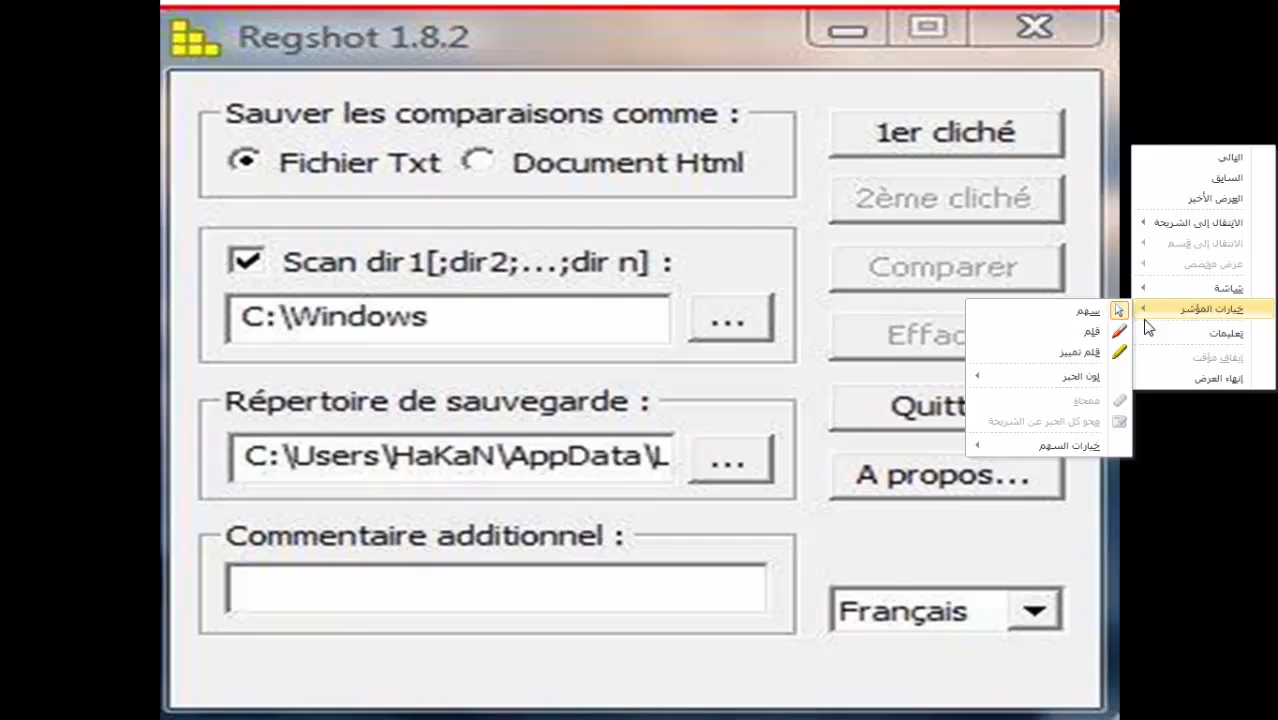 Regshot 1.8.2
Sauver les comparaisons comme :
Fichier Txt
Document Html
1er cliché
2ème cliché
Scan dir1[;dir2;...;dir n] :
C:\Windows
...
Comparer
Effac
Répertoire de sauvegarde :
C:\Users\HaKaN\AppData\L
...
Quitt
A propos...
Commentaire additionnel :
Français
التالي
السابق
العرض الأخير
الانتقال إلى الشريحة
الانتقال إلى قسم
عرض مخصص
شاشة
خيارات المؤشر
تعليمات
إيقاف مؤقت
إنهاء العرض
سهم
قلم
قلم تمييز
لون الحبر
ممحاة
محو كل الحبر عن الشريحة
خيارات السهم